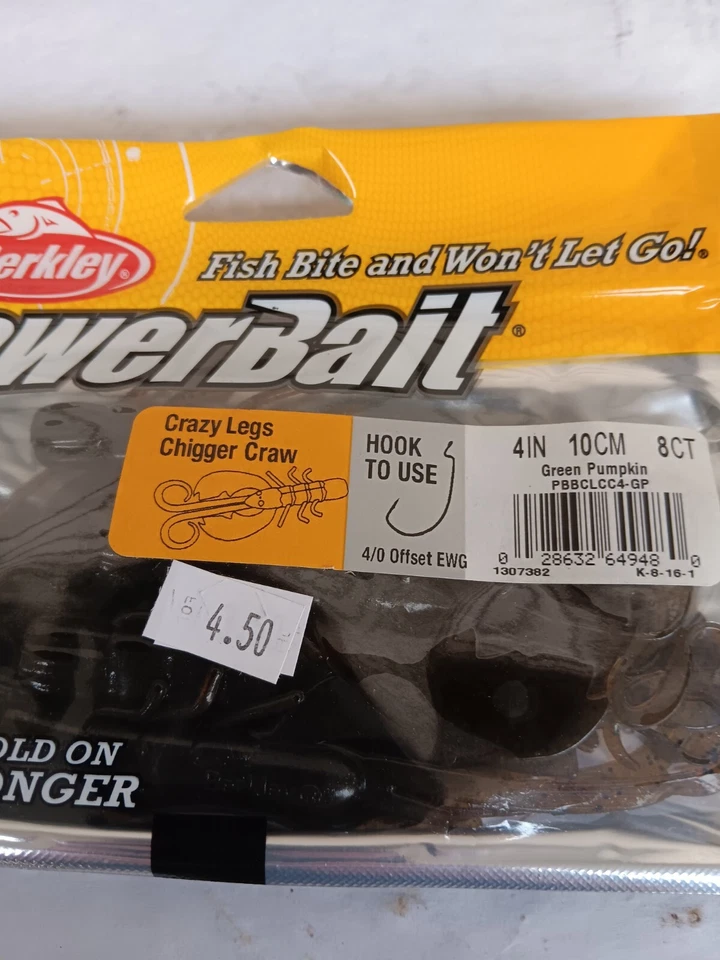 erkley®
Fish Bite and Won't Let Go!®
owerBait®
Crazy Legs
Chigger Craw
HOOK
TO USE
4/0 Offset EWG
4IN 10CM 8CT
Green Pumpkin
PBBCLCC4-GP
0 28632 64948 0
1307382 K-8-16-1
4.50
OLD ON
ONGER